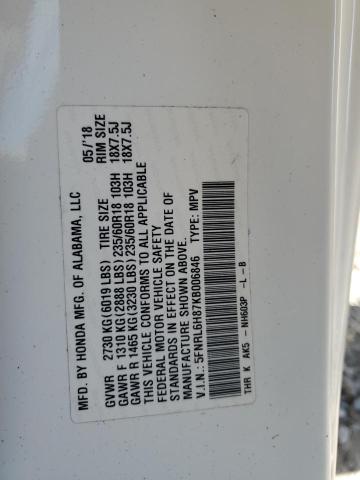 MFD. BY HONDA MFG. OF ALABAMA, LLC 05/'18
GVWR 2730 KG(6019 LBS) TIRE SIZE RIM SIZE
GAWR F 1310 KG(2888 LBS)235/60R18 103H 18X7.5J
GAWR R 1465 KG(3230 LBS)235/60R18 103H 18X7.5J
THIS VEHICLE CONFORMS TO ALL APPLICABLE
FEDERAL MOTOR VEHICLE SAFETY
STANDARDS IN EFFECT ON THE DATE OF
MANUFACTURE SHOWN ABOVE.
V.I.N.: 5FNRL6H87KB006846 TYPE: MPV
THR K AK5 - NH603P -L -B